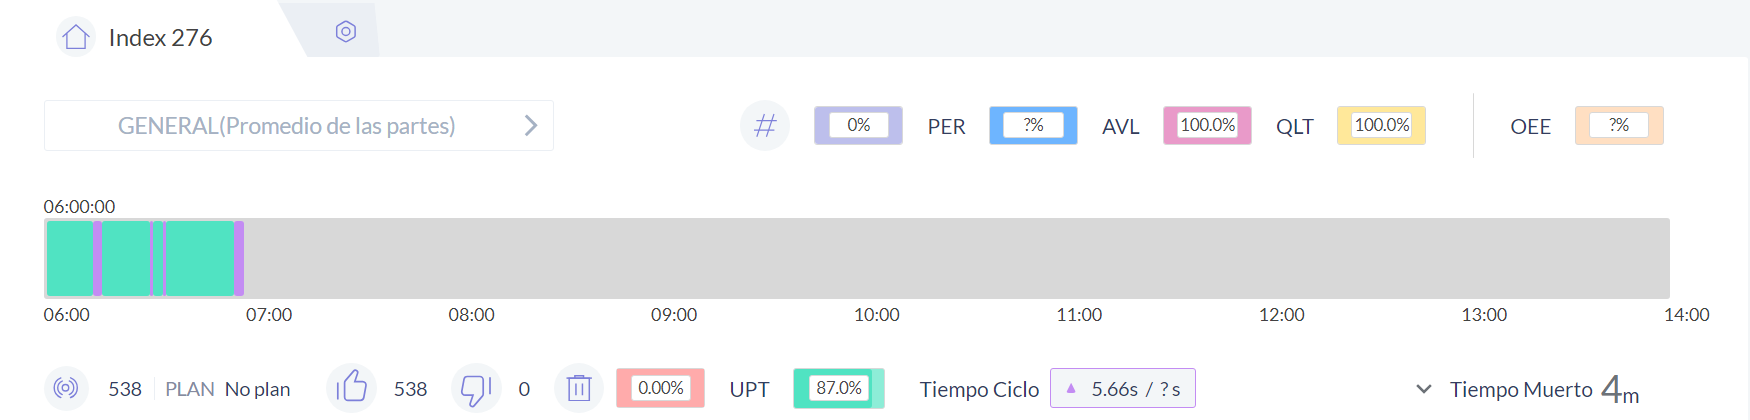 Index 276
GENERAL(Promedio de las partes) # 0% PER ?% AVL 100.0% QLT 100.0% OEE ?%
06:00:00
06:00 07:00 08:00 09:00 10:00 11:00 12:00 13:00 14:00
538 PLAN No plan 538 0 0.00% UPT 87.0% Tiempo Ciclo 5.66s / ? s Tiempo Muerto 4m